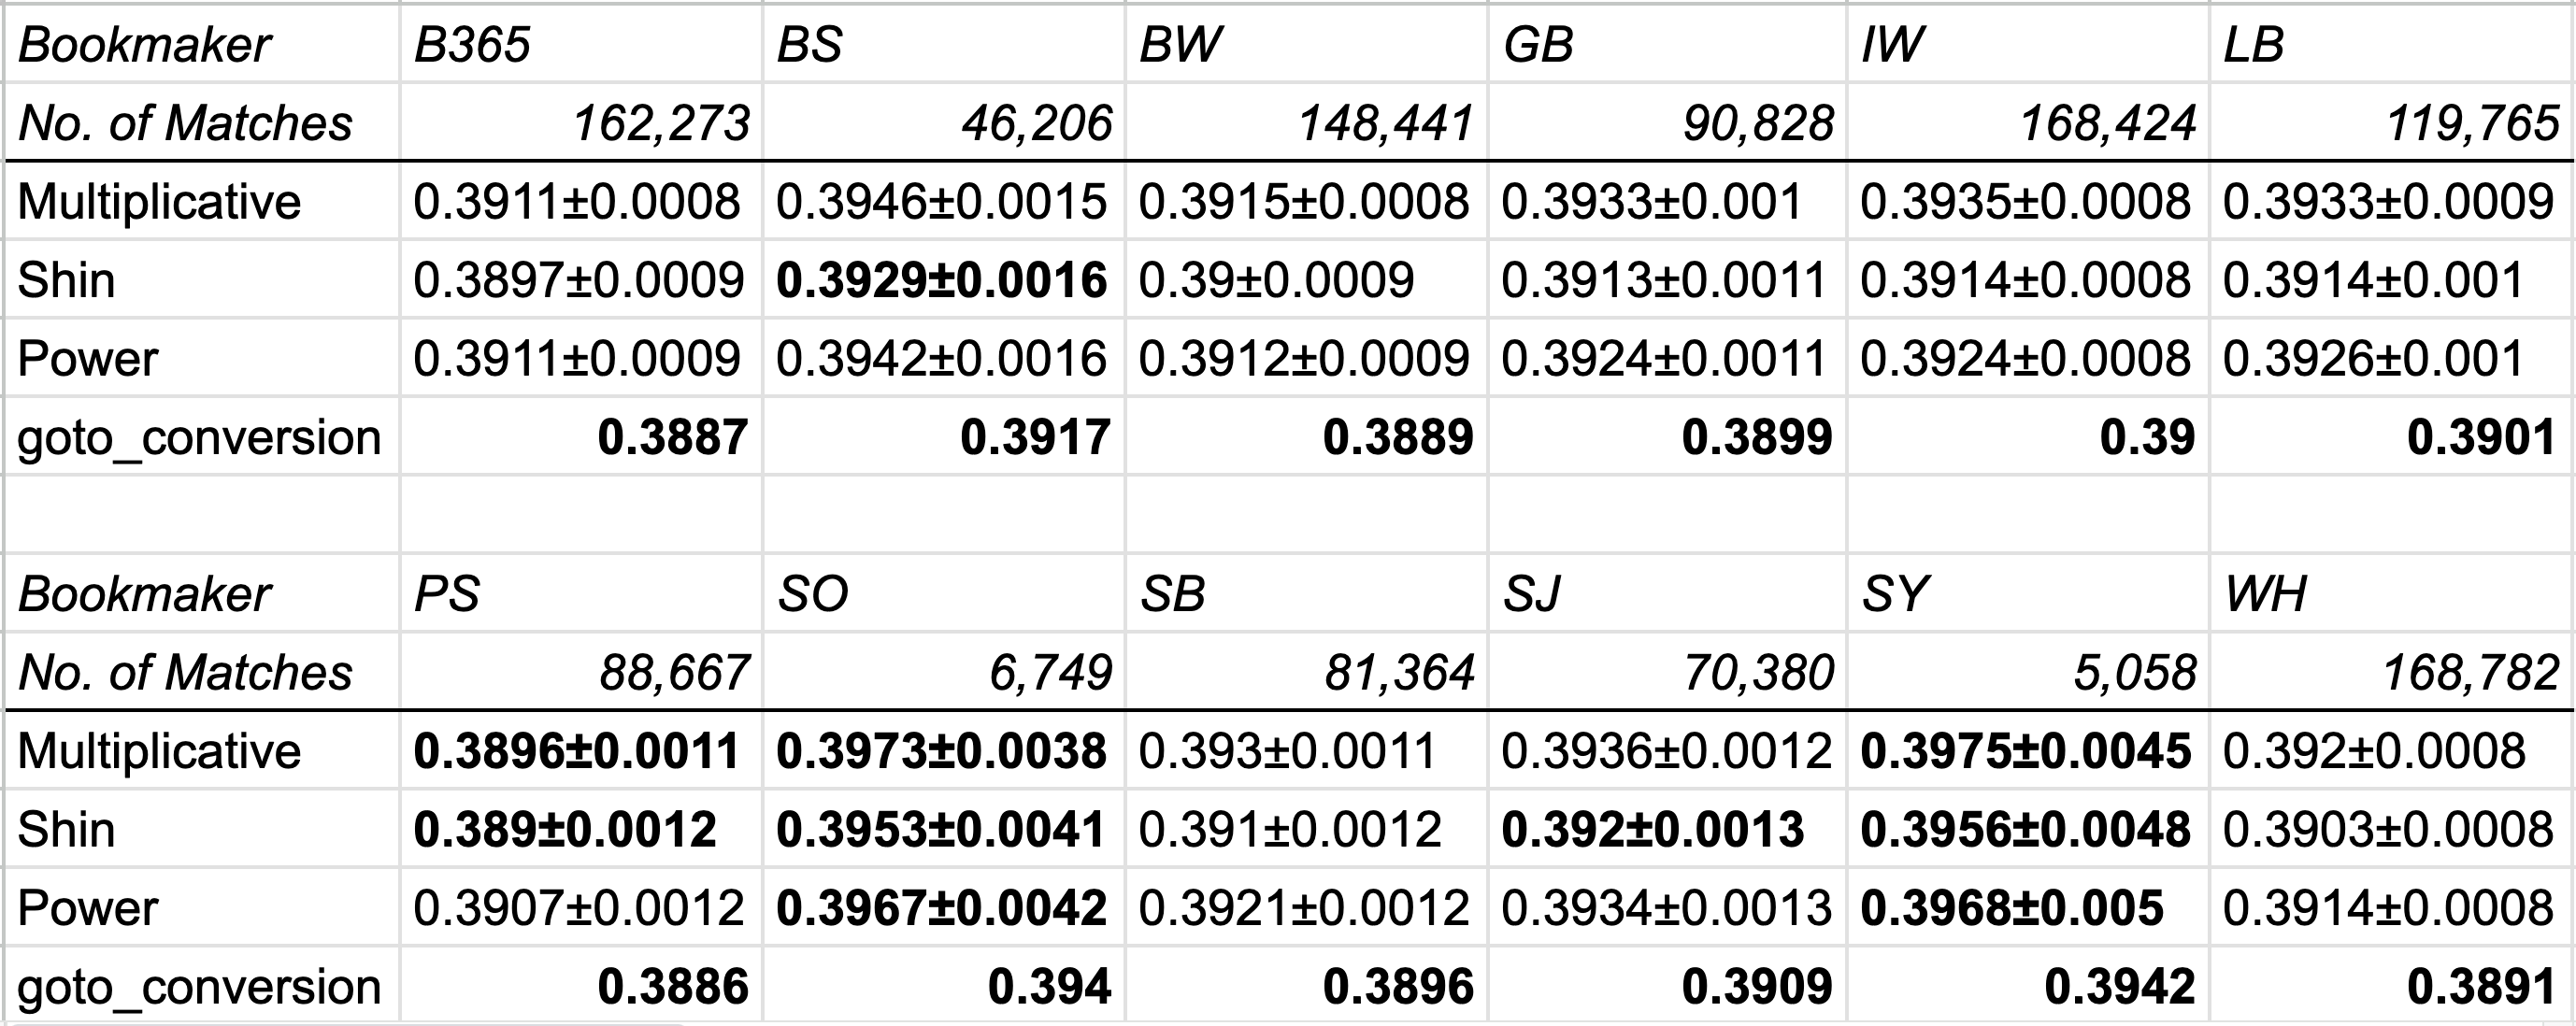 Bookmaker B365 BS BW GB IW LB
No. of Matches 162,273 46,206 148,441 90,828 168,424 119,765
Multiplicative 0.3911±0.0008 0.3946±0.0015 0.3915±0.0008 0.3933±0.001 0.3935±0.0008 0.3933±0.0009
Shin 0.3897±0.0009 0.3929±0.0016 0.39±0.0009 0.3913±0.0011 0.3914±0.0008 0.3914±0.001
Power 0.3911±0.0009 0.3942±0.0016 0.3912±0.0009 0.3924±0.0011 0.3924±0.0008 0.3926±0.001
goto_conversion 0.3887 0.3917 0.3889 0.3899 0.39 0.3901
Bookmaker PS SO SB SJ SY WH
No. of Matches 88,667 6,749 81,364 70,380 5,058 168,782
Multiplicative 0.3896±0.0011 0.3973±0.0038 0.393±0.0011 0.3936±0.0012 0.3975±0.0045 0.392±0.0008
Shin 0.389±0.0012 0.3953±0.0041 0.391±0.0012 0.392±0.0013 0.3956±0.0048 0.3903±0.0008
Power 0.3907±0.0012 0.3967±0.0042 0.3921±0.0012 0.3934±0.0013 0.3968±0.005 0.3914±0.0008
goto_conversion 0.3886 0.394 0.3896 0.3909 0.3942 0.3891